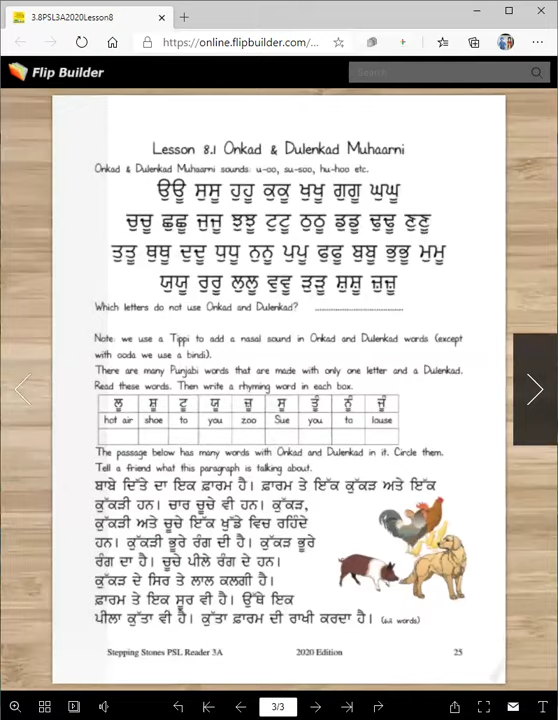 3.8PSL3A2020Lesson8
https://online.flipbuilder.com/...
Flip Builder
Search
Lesson 8.1 Onkad & Dulenkad Muhaarni
Onkad & Dulenkad Muhaarni sounds: u-oo, su-soo, hu-hoo etc.
ਉਊ ਸੁਸੂ ਹੁਹੂ ਕੁਕੂ ਖੁਖੂ ਗੁਗੂ ਘੁਘੂ
ਚੁਚੂ ਛੁਛੂ ਜੁਜੂ ਝੁਝੂ ਟੁਟੂ ਠੁਠੂ ਡੁਡੂ ਢੁਢੂ ਣੁਣੂ
ਤੁਤੂ ਥੁਥੂ ਦੁਦੂ ਧੁਧੂ ਨੁਨੂ ਪੁਪੂ ਫੁਫੂ ਬੁਬੂ ਭੁਭੂ ਮੁਮੂ
ਯੁਯੂ ਰੁਰੂ ਲੁਲੂ ਵੁਵੂ ੜੁੜੂ ਸ਼ੁਸ਼ੂ ਜ਼ੁਜ਼ੂ
Which letters do not use Onkad and Dulenkad? ..............................
Note: we use a Tippi to add a nasal sound in Onkad and Dulenkad words (except
with ooda we use a bindi).
There are many Punjabi words that are made with only one letter and a Dulenkad.
Read these words. Then write a rhyming word in each box.
ਲੂ ਸ਼ੂ ਟੂ ਯੂ ਜ਼ੂ ਸੂ ਤੂੰ ਨੂੰ ਜੂੰ
hot air shoe to you zoo Sue you to louse
The passage below has many words with Onkad and Dulenkad in it. Circle them.
Tell a friend what this paragraph is talking about.
ਬਾਬੇ ਦਿੱਤੇ ਦਾ ਇਕ ਫ਼ਾਰਮ ਹੈ। ਫ਼ਾਰਮ ਤੇ ਇੱਕ ਕੁੱਕੜ ਅਤੇ ਇੱਕ
ਕੁੱਕੜੀ ਹਨ। ਚਾਰ ਚੂਚੇ ਵੀ ਹਨ। ਕੁੱਕੜ,
ਕੁੱਕੜੀ ਅਤੇ ਚੂਚੇ ਇੱਕ ਖੁੱਡੇ ਵਿਚ ਰਹਿੰਦੇ
ਹਨ। ਕੁੱਕੜੀ ਭੂਰੇ ਰੰਗ ਦੀ ਹੈ। ਕੁੱਕੜ ਭੂਰੇ
ਰੰਗ ਦਾ ਹੈ। ਚੂਚੇ ਪੀਲੇ ਰੰਗ ਦੇ ਹਨ।
ਕੁੱਕੜ ਦੇ ਸਿਰ ਤੇ ਲਾਲ ਕਲਗੀ ਹੈ।
ਫ਼ਾਰਮ ਤੇ ਇਕ ਸੂਰ ਵੀ ਹੈ। ਉੱਥੇ ਇਕ
ਪੀਲਾ ਕੁੱਤਾ ਵੀ ਹੈ। ਕੁੱਤਾ ਫ਼ਾਰਮ ਦੀ ਰਾਖੀ ਕਰਦਾ ਹੈ।
Stepping Stones PSL Reader 3A 2020 Edition 25
3/3